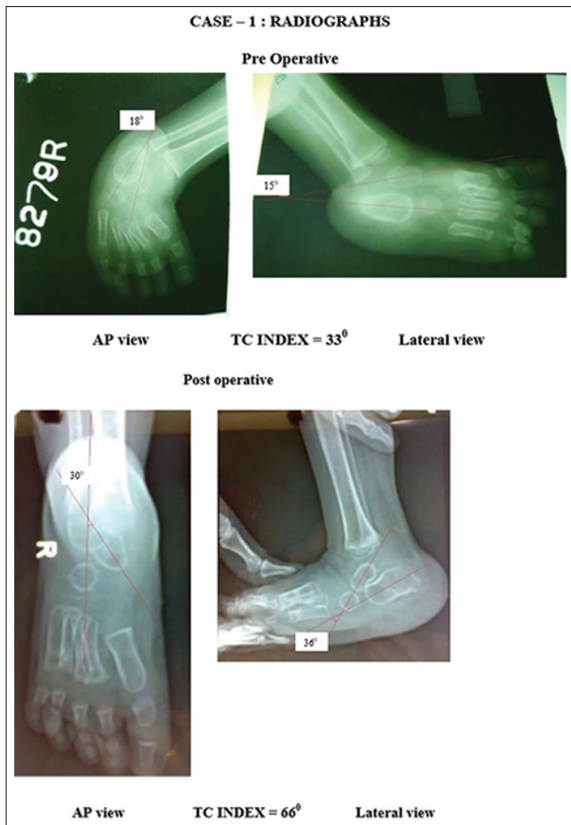 CASE – 1 : RADIOGRAPHS
Pre Operative
8279R
18°
15°
AP view TC INDEX = 33⁰ Lateral view
Post operative
30°
R
36°
AP view TC INDEX = 66⁰ Lateral view